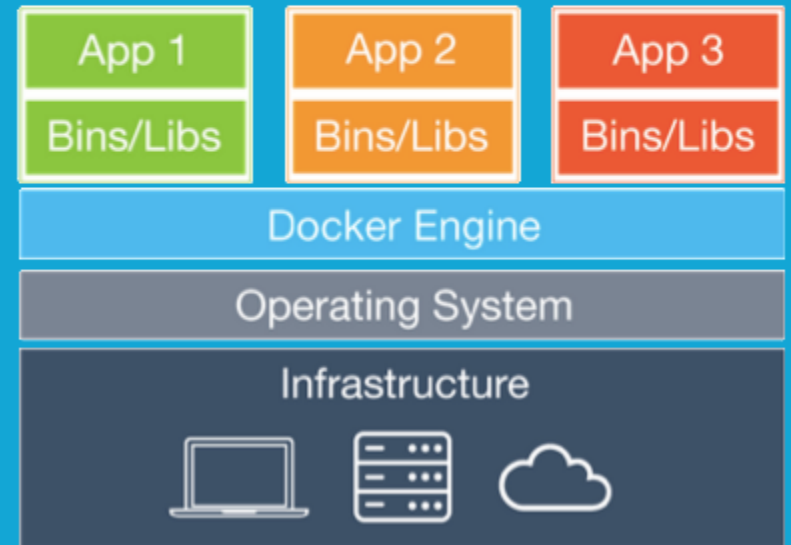 App 1
App 2
App 3
Bins/Libs
Bins/Libs
Bins/Libs
Docker Engine
Operating System
Infrastructure